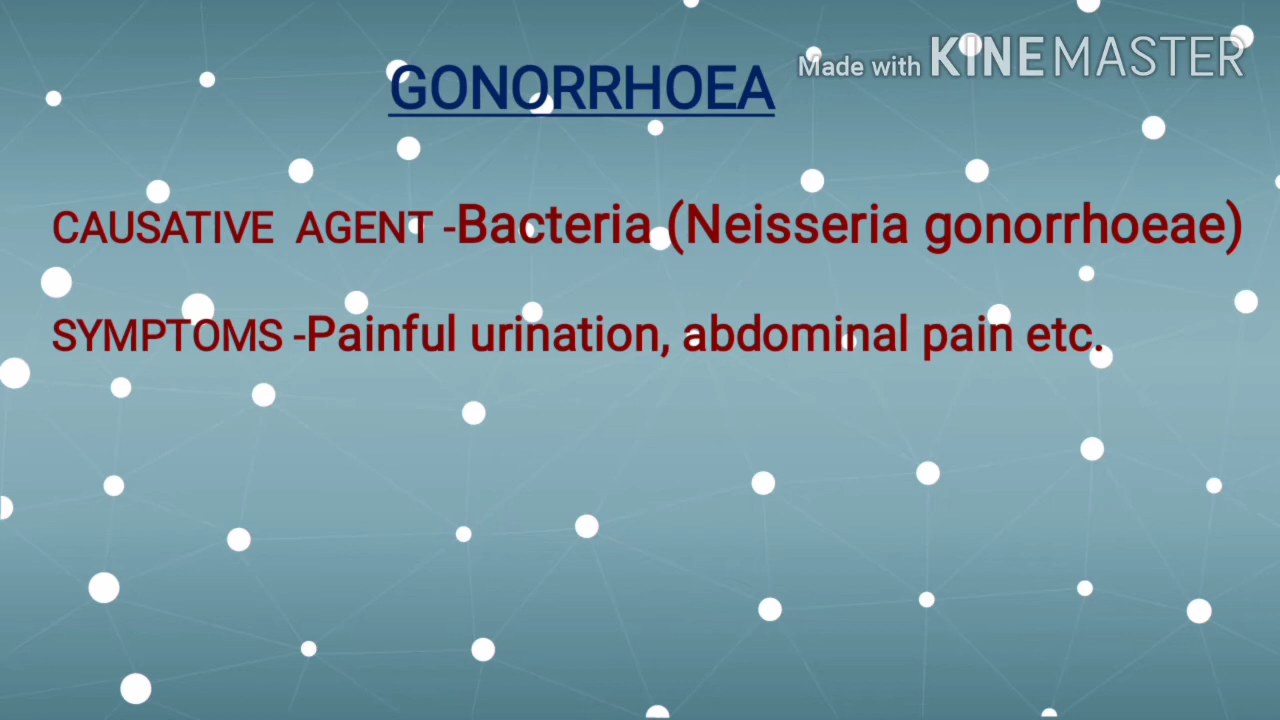 GONORRHOEA
Made with KINEMASTER
CAUSATIVE AGENT -Bacteria (Neisseria gonorrhoeae)
SYMPTOMS -Painful urination, abdominal pain etc.